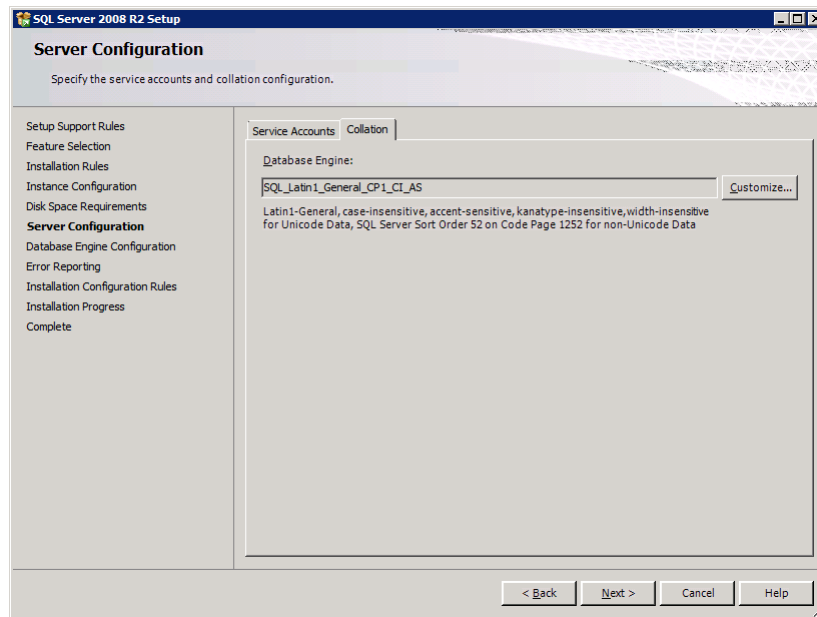 SQL Server 2008 R2 Setup
Server Configuration
Specify the service accounts and collation configuration.
Setup Support Rules
Feature Selection
Installation Rules
Instance Configuration
Disk Space Requirements
Server Configuration
Database Engine Configuration
Error Reporting
Installation Configuration Rules
Installation Progress
Complete
Service Accounts Collation
Database Engine:
SQL_Latin1_General_CP1_CI_AS Customize...
Latin1-General, case-insensitive, accent-sensitive, kanatype-insensitive, width-insensitive
for Unicode Data, SQL Server Sort Order 52 on Code Page 1252 for non-Unicode Data
< Back Next > Cancel Help